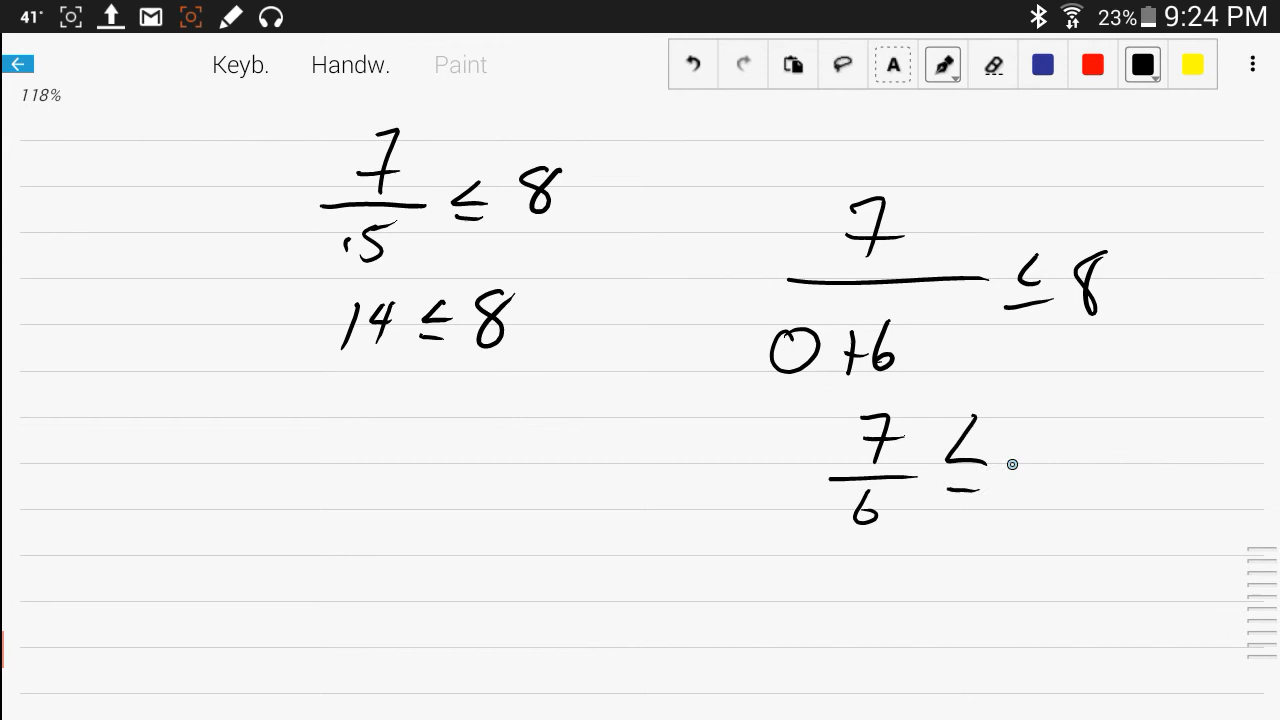 41° 23% 9:24 PM
Keyb. Handw. Paint A
118%
7/.5 ≤ 8
14 ≤ 8
7/0+6 ≤ 8
7/6 ≤